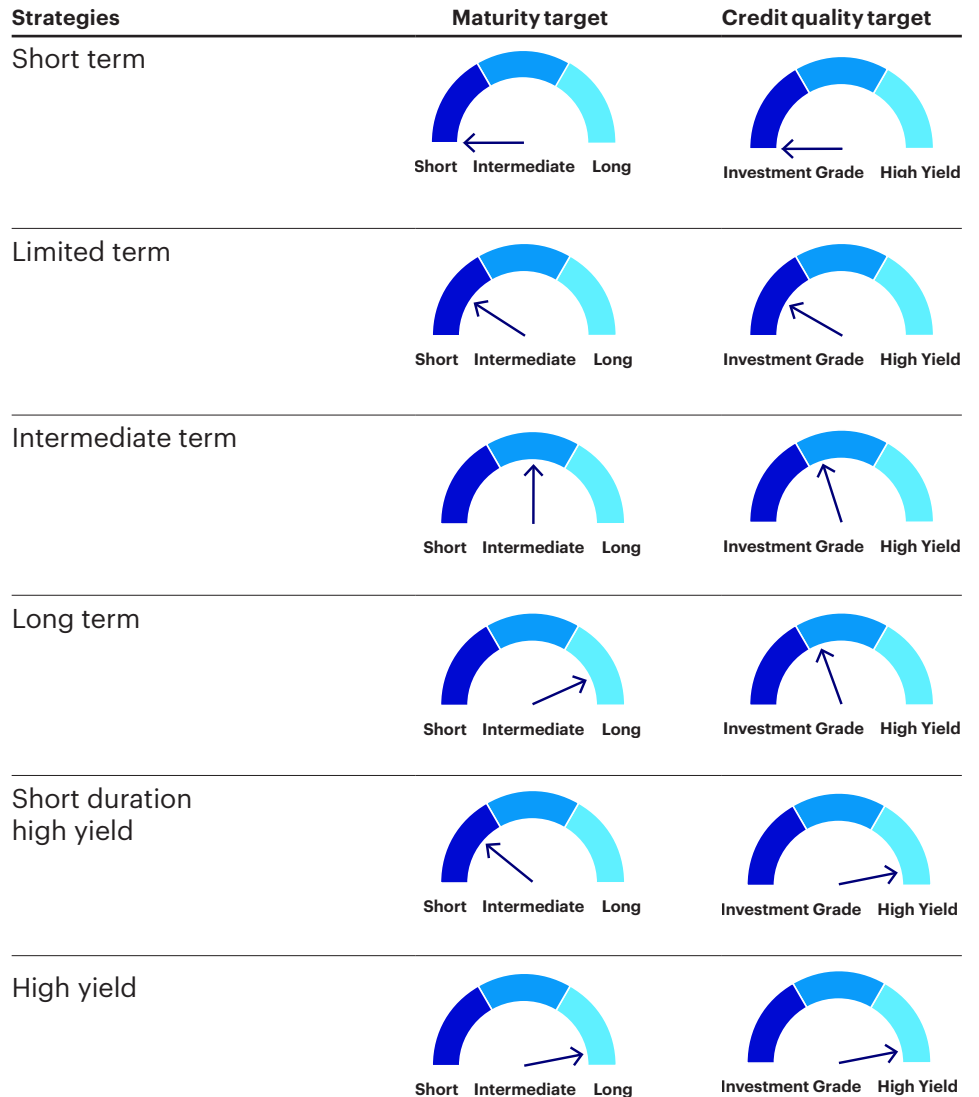 Strategies Maturity target Credit quality target
Short term
Short Intermediate Long Investment Grade High Yield
Limited term
Short Intermediate Long Investment Grade High Yield
Intermediate term
Short Intermediate Long Investment Grade High Yield
Long term
Short Intermediate Long Investment Grade High Yield
Short duration
high yield
Short Intermediate Long Investment Grade High Yield
High yield
Short Intermediate Long Investment Grade High Yield